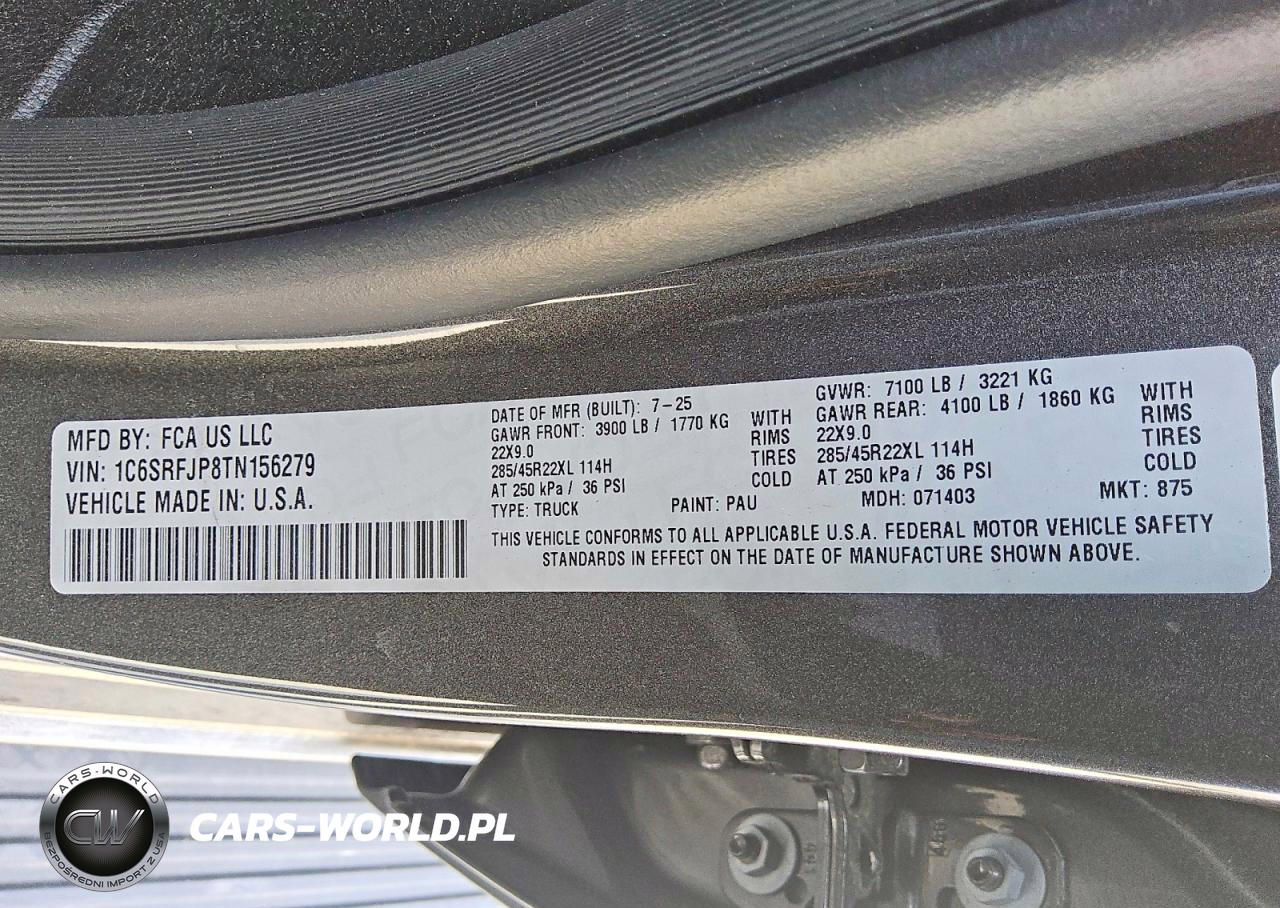 MFD BY: FCA US LLC
VIN: 1C6SRFJP8TN156279
VEHICLE MADE IN: U.S.A.
DATE OF MFR (BUILT): 7-25
GAWR FRONT: 3900 LB / 1770 KG WITH
22X9.0 RIMS
285/45R22XL 114H TIRES
AT 250 kPa / 36 PSI COLD
GVWR: 7100 LB / 3221 KG
GAWR REAR: 4100 LB / 1860 KG WITH
22X9.0 RIMS
285/45R22XL 114H TIRES
AT 250 kPa / 36 PSI COLD
TYPE: TRUCK PAINT: PAU MDH: 071403 MKT: 875
THIS VEHICLE CONFORMS TO ALL APPLICABLE U.S.A. FEDERAL MOTOR VEHICLE SAFETY
STANDARDS IN EFFECT ON THE DATE OF MANUFACTURE SHOWN ABOVE.
CARS-WORLD
CW
BEZPOŚREDNI IMPORT Z USA
CARS-WORLD.PL